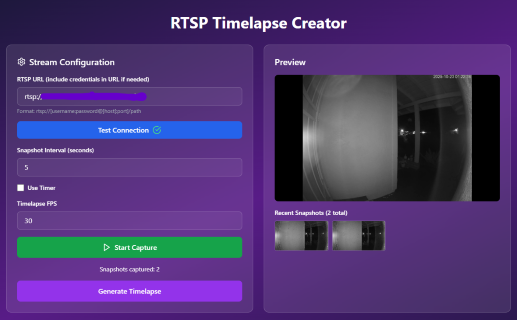 RTSP Timelapse Creator
Stream Configuration
RTSP URL (include credentials in URL if needed)
rtsp:/
Format: rtsp://[username:password@][host]:port]/path
Test Connection
Snapshot Interval (seconds)
5
Use Timer
Timelapse FPS
30
Start Capture
Snapshots captured: 2
Generate Timelapse
Preview
Recent Snapshots (2 total)